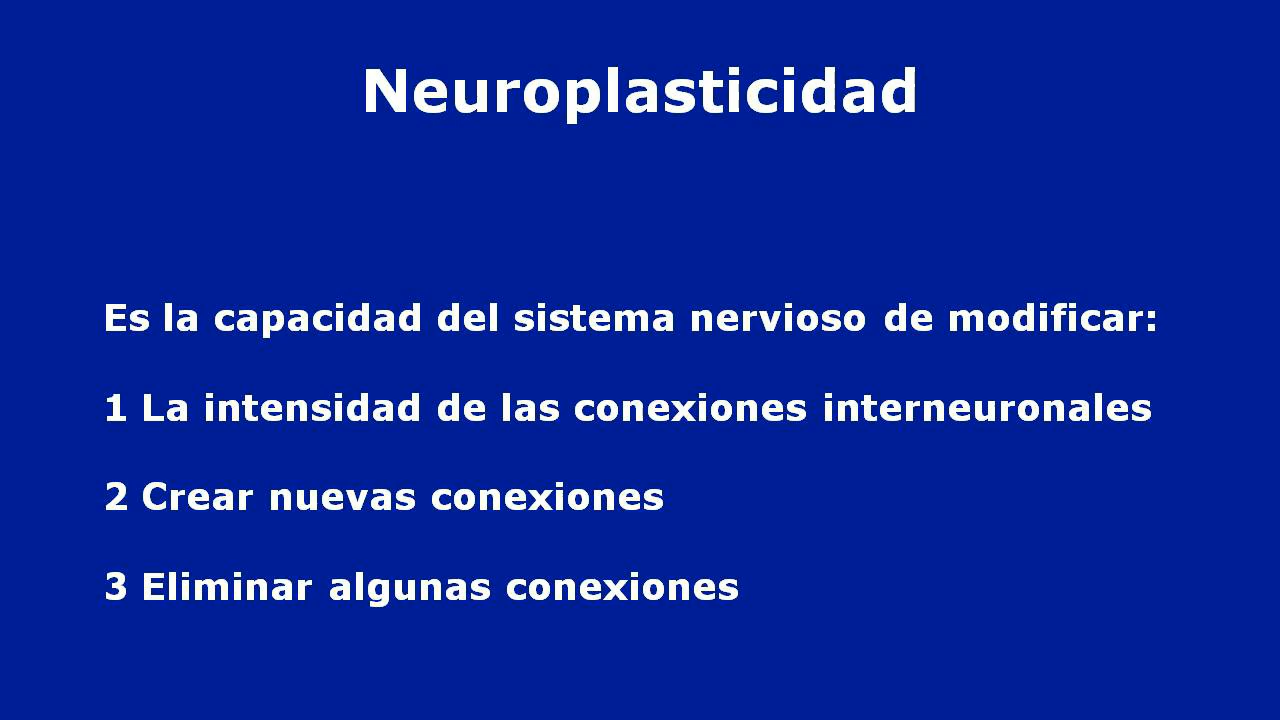 Neuroplasticidad
Es la capacidad del sistema nervioso de modificar:
1 La intensidad de las conexiones interneuronales
2 Crear nuevas conexiones
3 Eliminar algunas conexiones